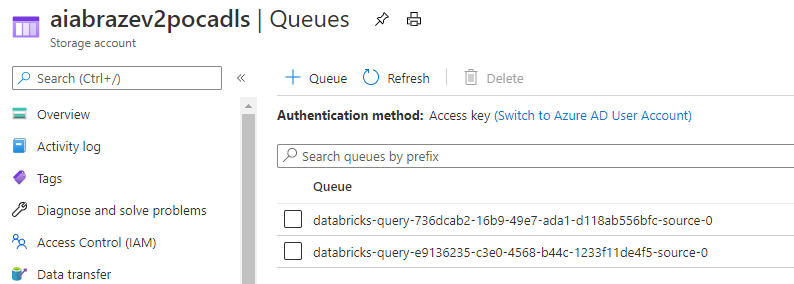 aiabrazev2pocadls | Queues
Storage account
Search (Ctrl+/)
«
Overview
Activity log
Tags
Diagnose and solve problems
Access Control (IAM)
Data transfer
+ Queue Refresh Delete
Authentication method: Access key (Switch to Azure AD User Account)
Search queues by prefix
Queue
databricks-query-736dcab2-16b9-49e7-ada1-d118ab556bfc-source-0
databricks-query-e9136235-c3e0-4568-b44c-1233f11de4f5-source-0